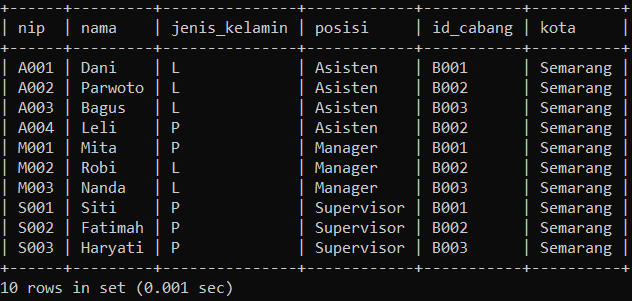 +------+---------+---------------+------------+-----------+----------+
| nip  | nama    | jenis_kelamin | posisi     | id_cabang | kota     |
+------+---------+---------------+------------+-----------+----------+
| A001 | Dani    | L             | Asisten    | B001      | Semarang |
| A002 | Parwoto | L             | Asisten    | B002      | Semarang |
| A003 | Bagus   | L             | Asisten    | B003      | Semarang |
| A004 | Leli    | P             | Asisten    | B002      | Semarang |
| M001 | Mita    | P             | Manager    | B001      | Semarang |
| M002 | Robi    | L             | Manager    | B002      | Semarang |
| M003 | Nanda   | L             | Manager    | B003      | Semarang |
| S001 | Siti    | P             | Supervisor | B001      | Semarang |
| S002 | Fatimah | P             | Supervisor | B002      | Semarang |
| S003 | Haryati | P             | Supervisor | B003      | Semarang |
+------+---------+---------------+------------+-----------+----------+
10 rows in set (0.001 sec)